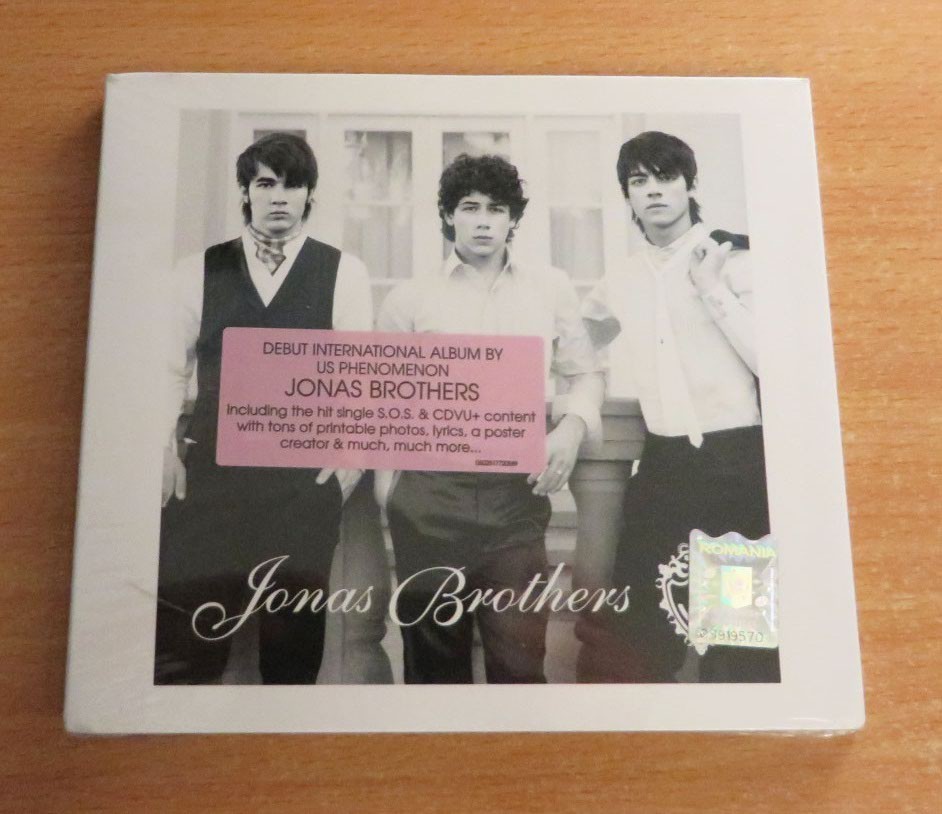 DEBUT INTERNATIONAL ALBUM BY
US PHENOMENON
JONAS BROTHERS
Including the hit single S.O.S. & CDVU+ content
with tons of printable photos, lyrics, a poster
creator & much, much more...
Jonas Brothers
ROMANIA